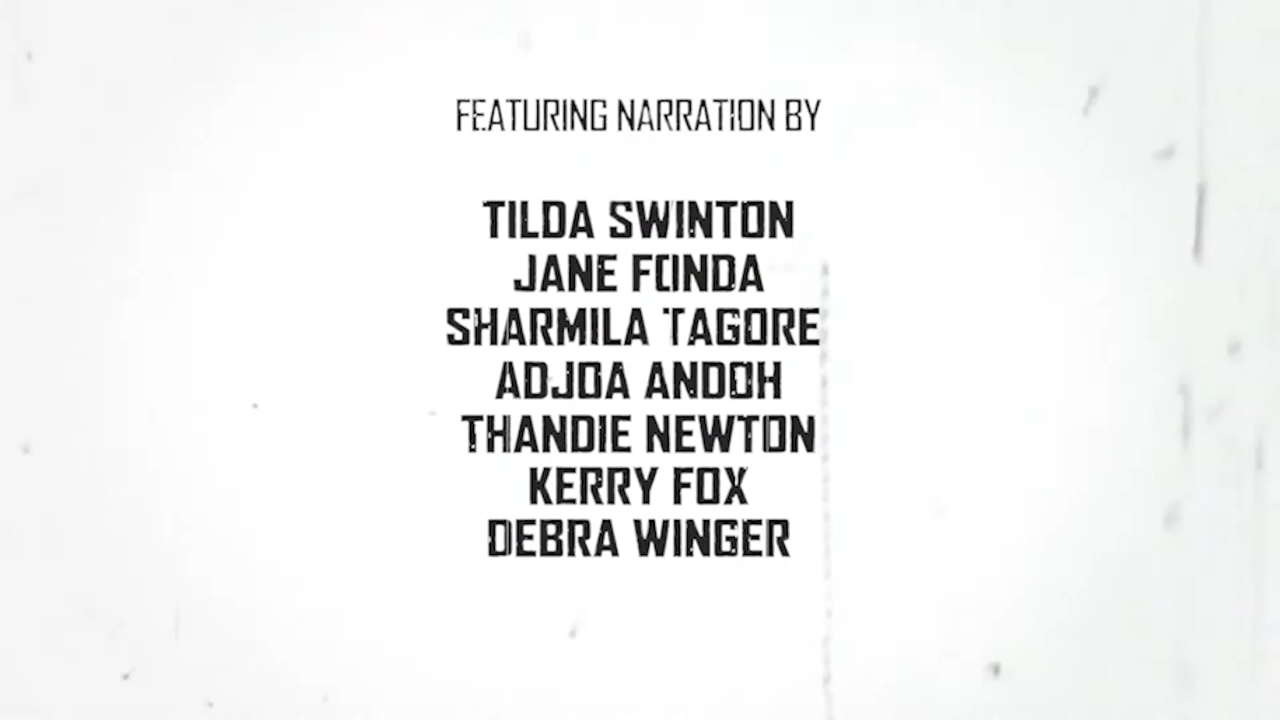 FEATURING NARRATION BY
TILDA SWINTON
JANE FONDA
SHARMILA TAGORE
ADJOA ANDOH
THANDIE NEWTON
KERRY FOX
DEBRA WINGER